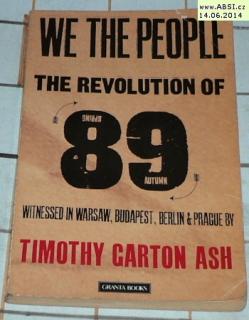 www.ABSI.cz
14.06.2014
WE THE PEOPLE
THE REVOLUTION OF
SPRING
89
AUTUMN
WITNESSED IN WARSAW, BUDAPEST, BERLIN & PRAGUE BY
TIMOTHY GARTON ASH
GRANTA BOOKS